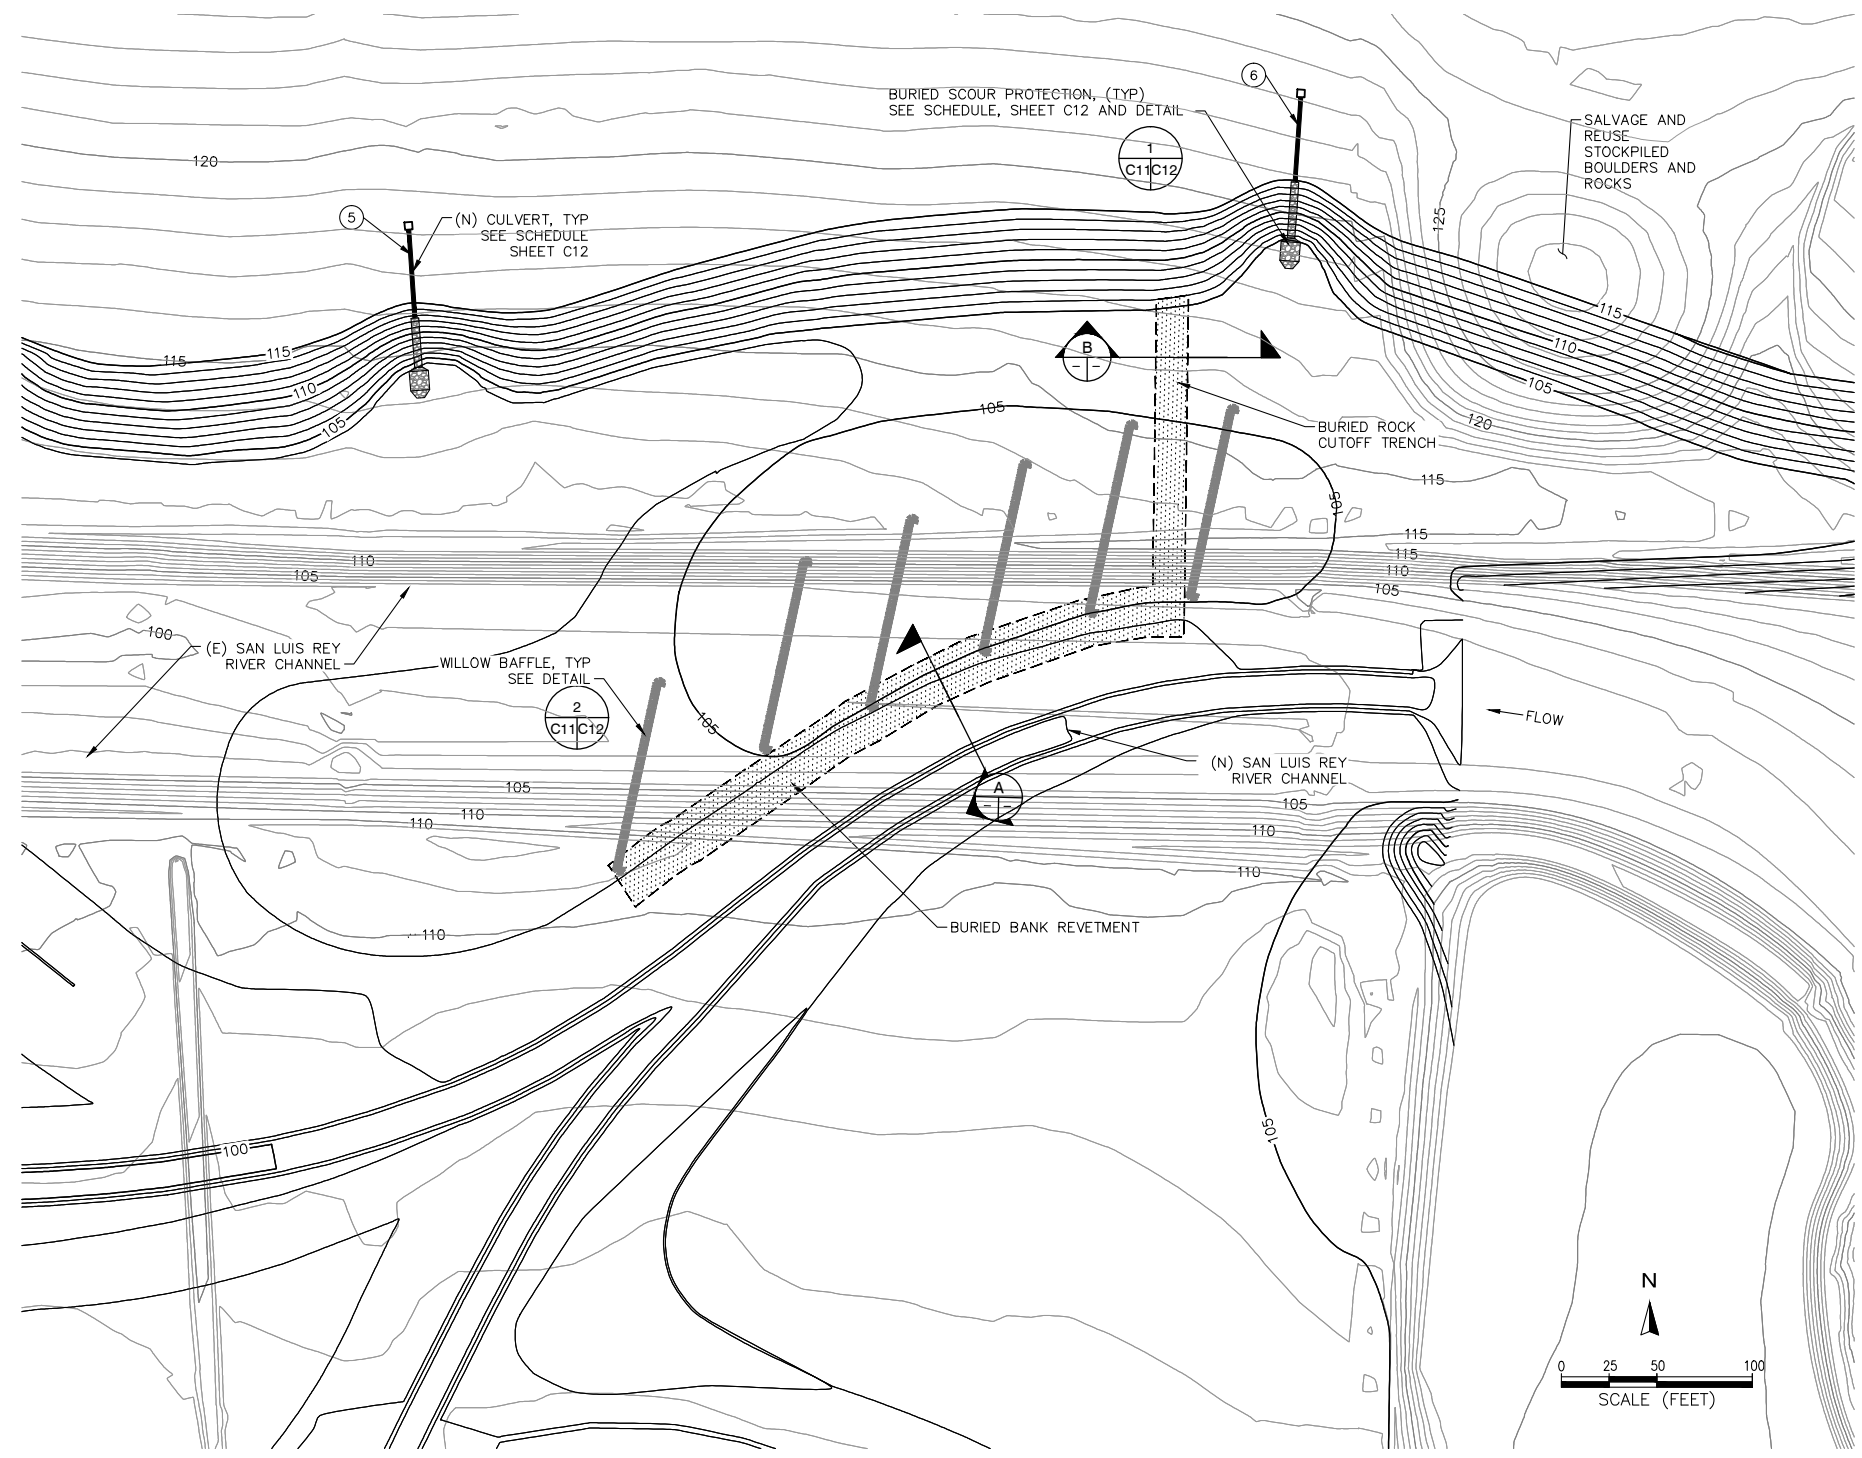 6
BURIED SCOUR PROTECTION, (TYP)
SEE SCHEDULE, SHEET C12 AND DETAIL
1
C11 C12
SALVAGE AND
REUSE
STOCKPILED
BOULDERS AND
ROCKS
120
125
5
(N) CULVERT, TYP
SEE SCHEDULE
SHEET C12
115
115
110
105
115
110
105
120
B
- -
BURIED ROCK
CUTOFF TRENCH
105
115
105
115
115
110
105
110
105
100
(E) SAN LUIS REY
RIVER CHANNEL
WILLOW BAFFLE, TYP
SEE DETAIL
2
C11 C12
105
FLOW
(N) SAN LUIS REY
RIVER CHANNEL
A
- -
105
110
110
105
110
110
110
BURIED BANK REVETMENT
105
100
N
0 25 50 100
SCALE (FEET)